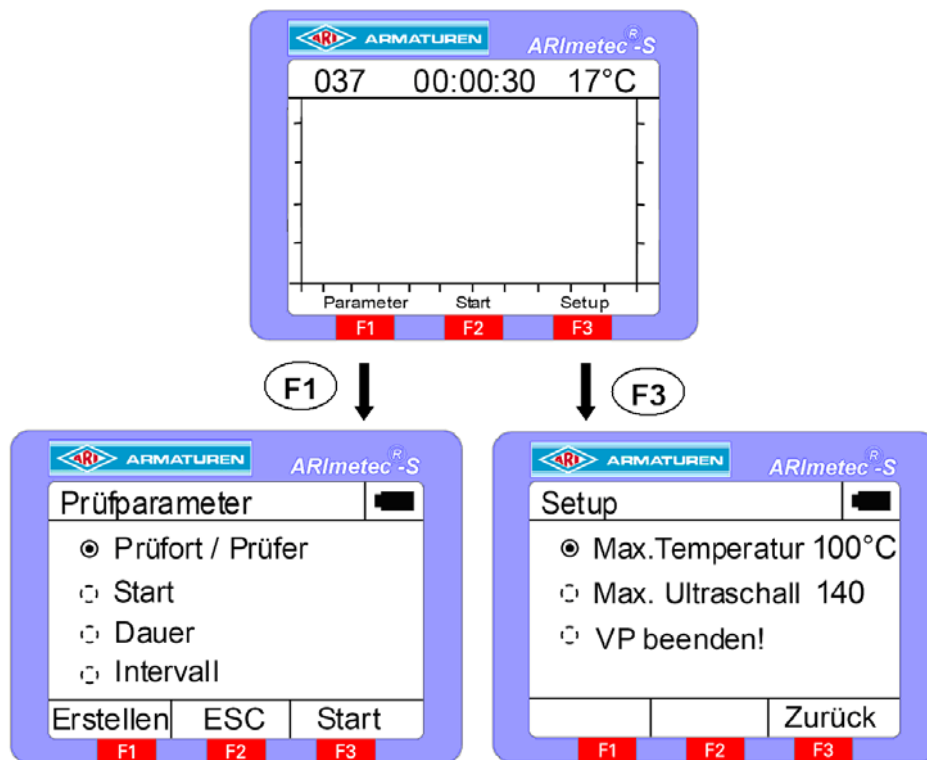 ARI ARMATUREN
ARImetec®-S
037 00:00:30 17°C
Parameter Start Setup
F1 F2 F3
F1
F3
ARI ARMATUREN
ARImetec®-S
Prüfparameter
Prüfort / Prüfer
Start
Dauer
Intervall
Erstellen ESC Start
F1 F2 F3
ARI ARMATUREN
ARImetec®-S
Setup
Max.Temperatur 100°C
Max. Ultraschall 140
VP beenden!
Zurück
F1 F2 F3